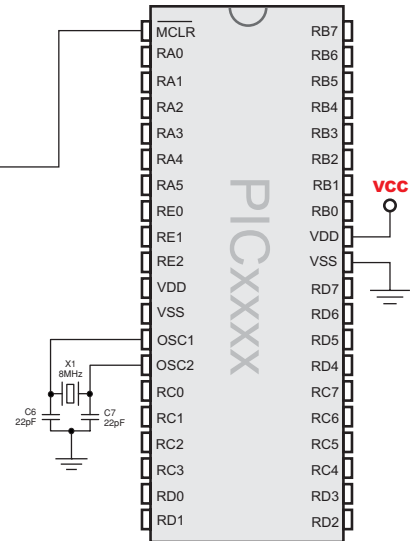 MCLR
RA0
RA1
RA2
RA3
RA4
RA5
RE0
RE1
RE2
VDD
VSS
OSC1
OSC2
RC0
RC1
RC2
RC3
RD0
RD1
PICXXXX
RB7
RB6
RB5
RB4
RB3
RB2
RB1
RB0
VDD
VSS
RD7
RD6
RD5
RD4
RC7
RC6
RC5
RC4
RD3
RD2
VCC
X1
8MHz
C6
22pF
C7
22pF